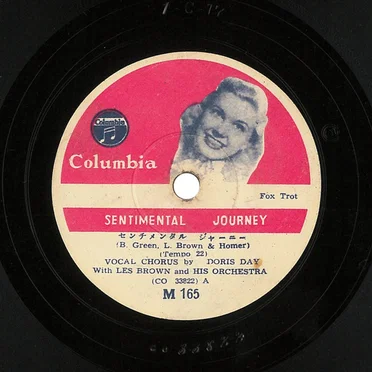 Columbia
Columbia
Fox Trot
SENTIMENTAL JOURNEY
センチメンタル ジャーニー
(B. Green, L. Brown & Homer)
(Tempo 22)
VOCAL CHORUS by DORIS DAY
With LES BROWN and HIS ORCHESTRA
(CO 33822) A
M 165